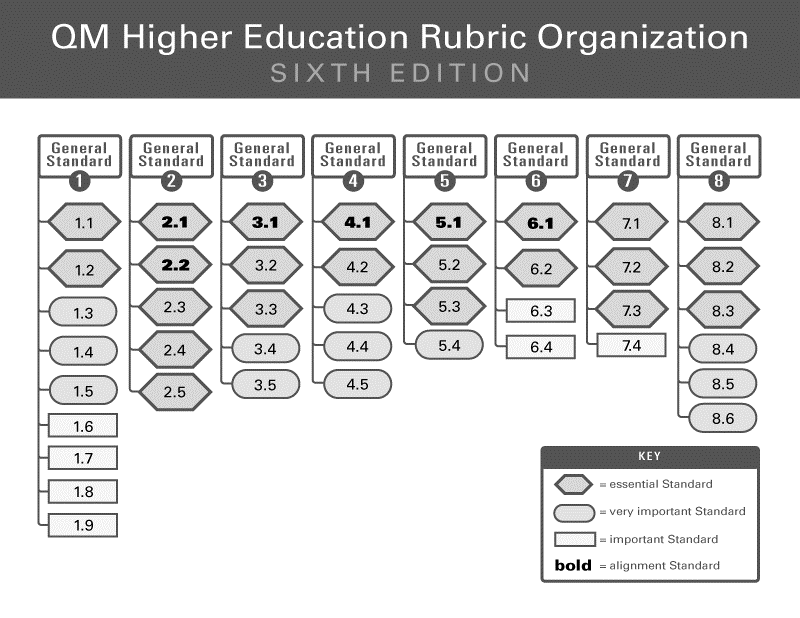 QM Higher Education Rubric Organization
SIXTH EDITION
General
Standard
1
1.1
1.2
1.3
1.4
1.5
1.6
1.7
1.8
1.9
General
Standard
2
2.1
2.2
2.3
2.4
2.5
General
Standard
3
3.1
3.2
3.3
3.4
3.5
General
Standard
4
4.1
4.2
4.3
4.4
4.5
General
Standard
5
5.1
5.2
5.3
5.4
General
Standard
6
6.1
6.2
6.3
6.4
General
Standard
7
7.1
7.2
7.3
7.4
General
Standard
8
8.1
8.2
8.3
8.4
8.5
8.6
KEY
= essential Standard
= very important Standard
= important Standard
bold = alignment Standard